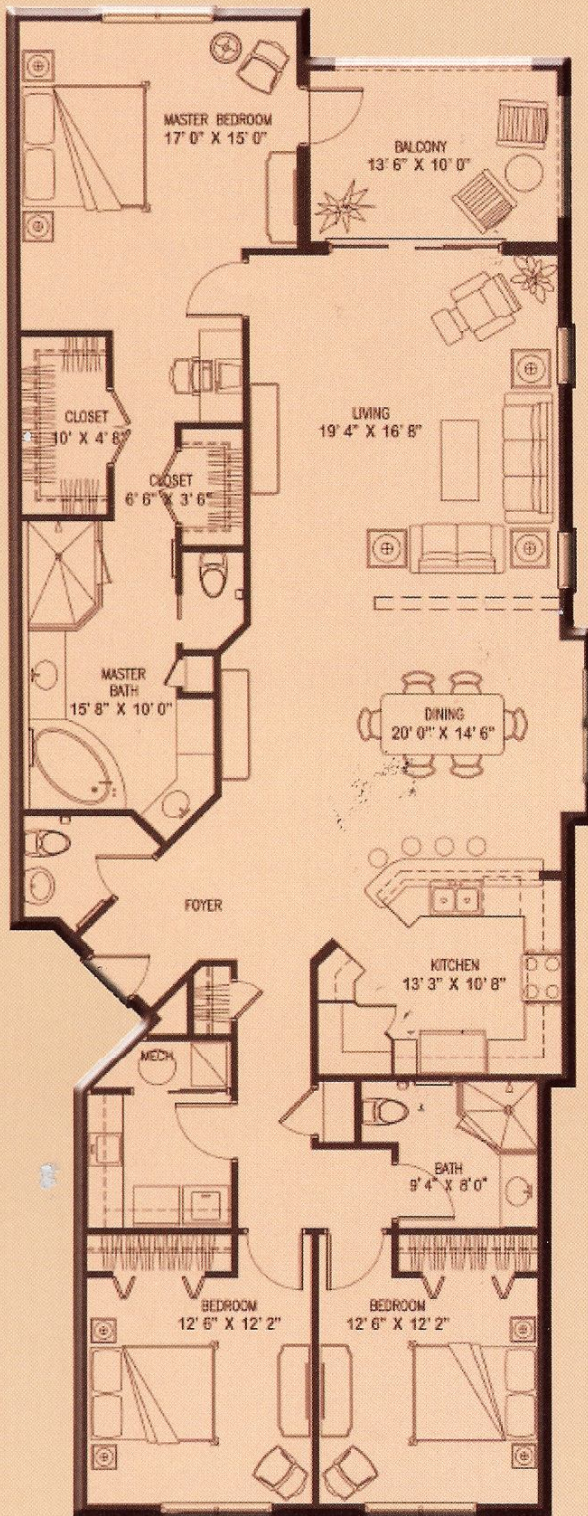 MASTER BEDROOM
17' 0" X 15' 0"
BALCONY
13' 6" X 10' 0"
LIVING
19' 4" X 16' 8"
CLOSET
10' X 4' 8"
CLOSET
6' 6" X 3' 6"
MASTER
BATH
15' 8" X 10' 0"
DINING
20' 0" X 14' 6"
FOYER
KITCHEN
13' 3" X 10' 8"
MECH.
BATH
9' 4" X 8' 0"
BEDROOM
12' 6" X 12' 2"
BEDROOM
12' 6" X 12' 2"